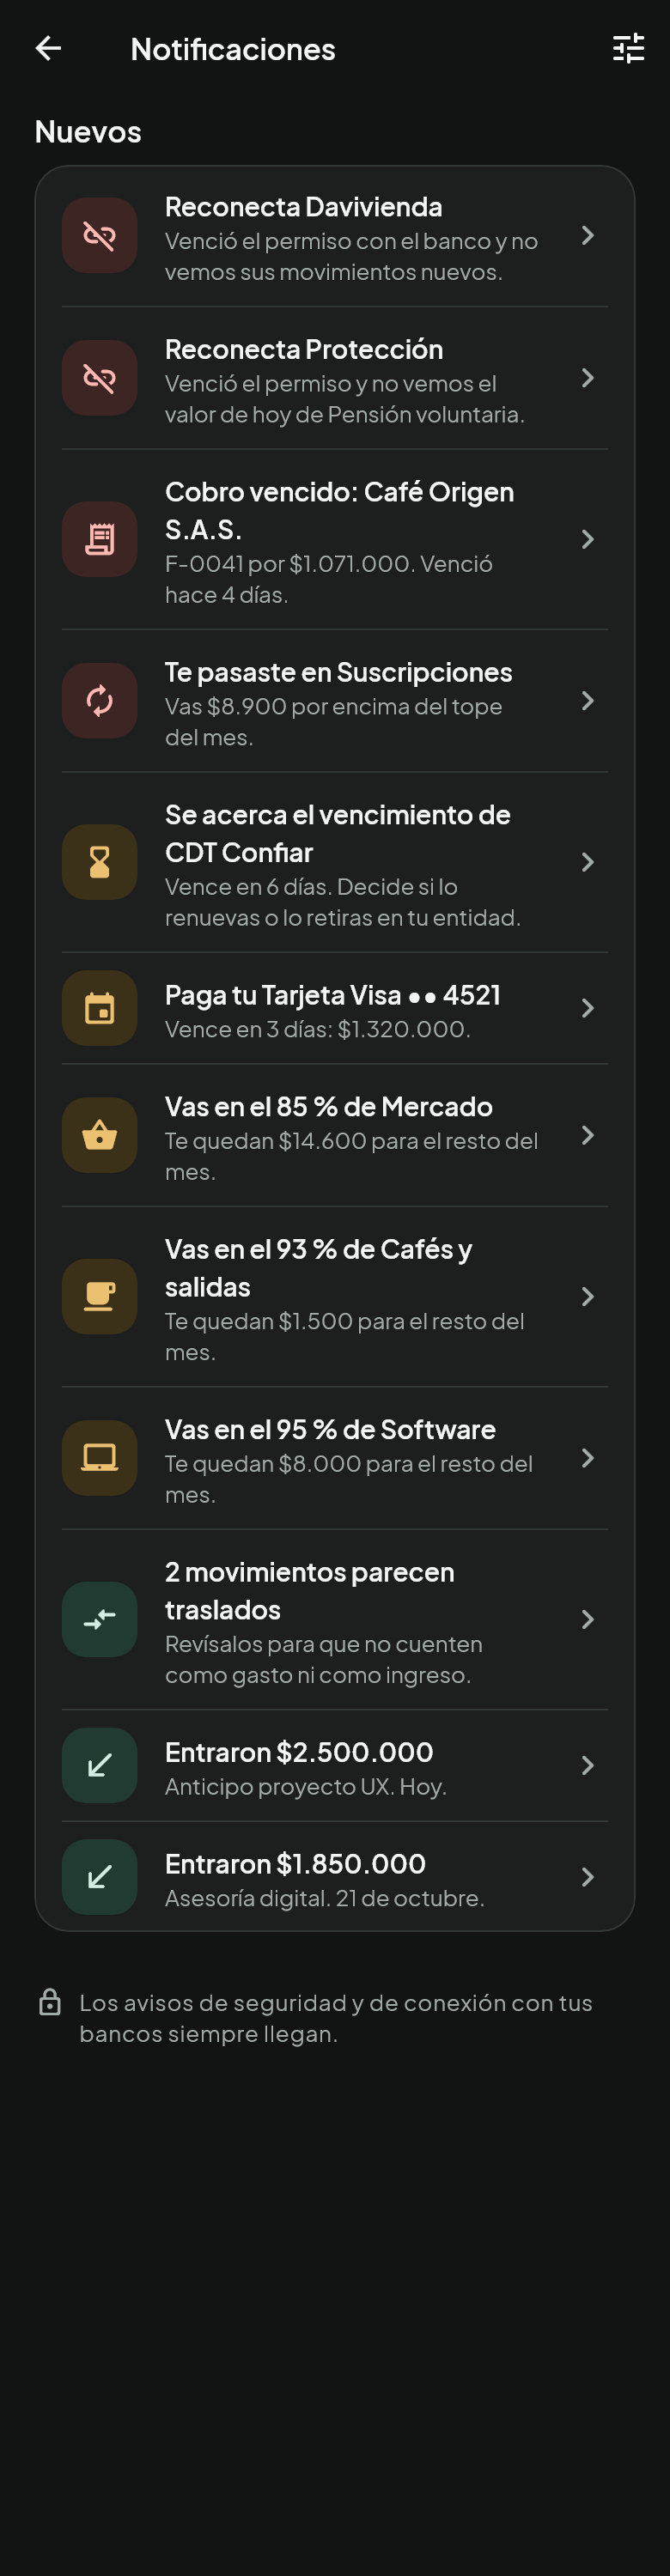 Notificaciones
Nuevos
Reconecta Davivienda
Venció el permiso con el banco y no
vemos sus movimientos nuevos.
Reconecta Protección
Venció el permiso y no vemos el
valor de hoy de Pensión voluntaria.
Cobro vencido: Café Origen
S.A.S.
F-0041 por $1.071.000. Venció
hace 4 días.
Te pasaste en Suscripciones
Vas $8.900 por encima del tope
del mes.
Se acerca el vencimiento de
CDT Confiar
Vence en 6 días. Decide si lo
renuevas o lo retiras en tu entidad.
Paga tu Tarjeta Visa •• 4521
Vence en 3 días: $1.320.000.
Vas en el 85 % de Mercado
Te quedan $14.600 para el resto del
mes.
Vas en el 93 % de Cafés y
salidas
Te quedan $1.500 para el resto del
mes.
Vas en el 95 % de Software
Te quedan $8.000 para el resto del
mes.
2 movimientos parecen
traslados
Revísalos para que no cuenten
como gasto ni como ingreso.
Entraron $2.500.000
Anticipo proyecto UX. Hoy.
Entraron $1.850.000
Asesoría digital. 21 de octubre.
Los avisos de seguridad y de conexión con tus
bancos siempre llegan.